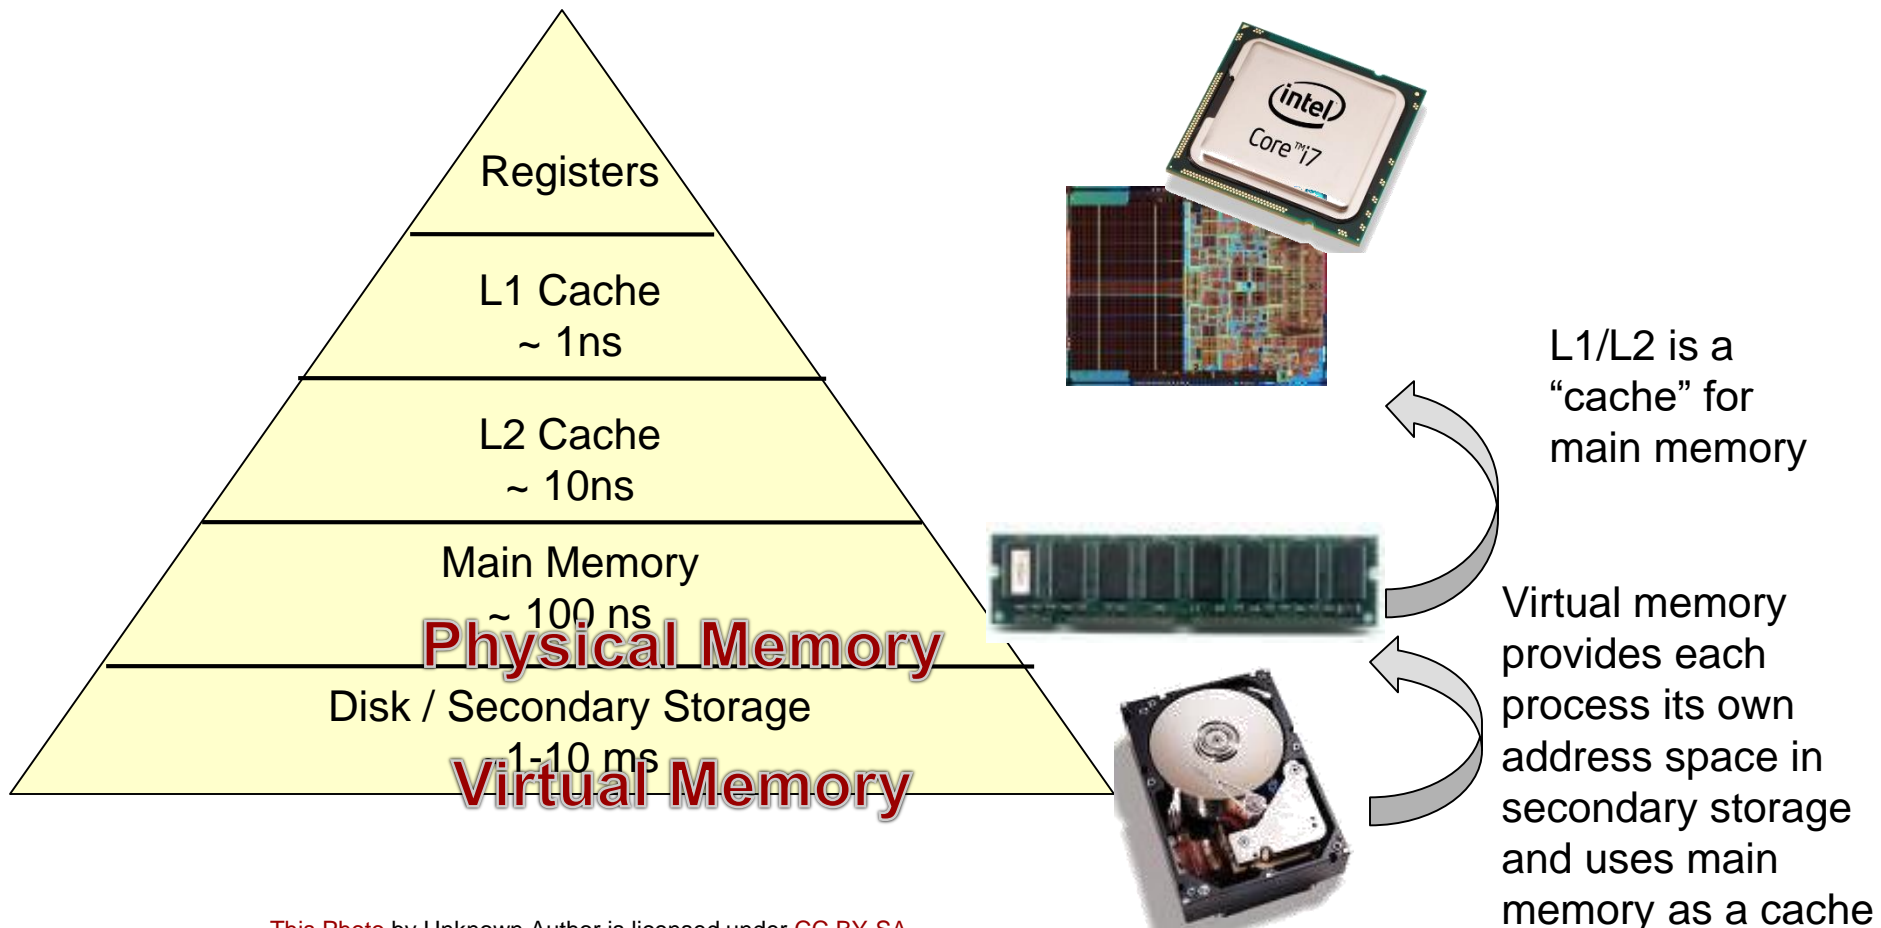 Registers
L1 Cache
~ 1ns
L2 Cache
~ 10ns
Main Memory
~ 100 ns
Physical Memory
Disk / Secondary Storage
1-10 ms
Virtual Memory
intel
Core™i7
L1/L2 is a
“cache” for
main memory
Virtual memory
provides each
process its own
address space in
secondary storage
and uses main
memory as a cache
This Photo by Unknown Author is licensed under CC BY-SA